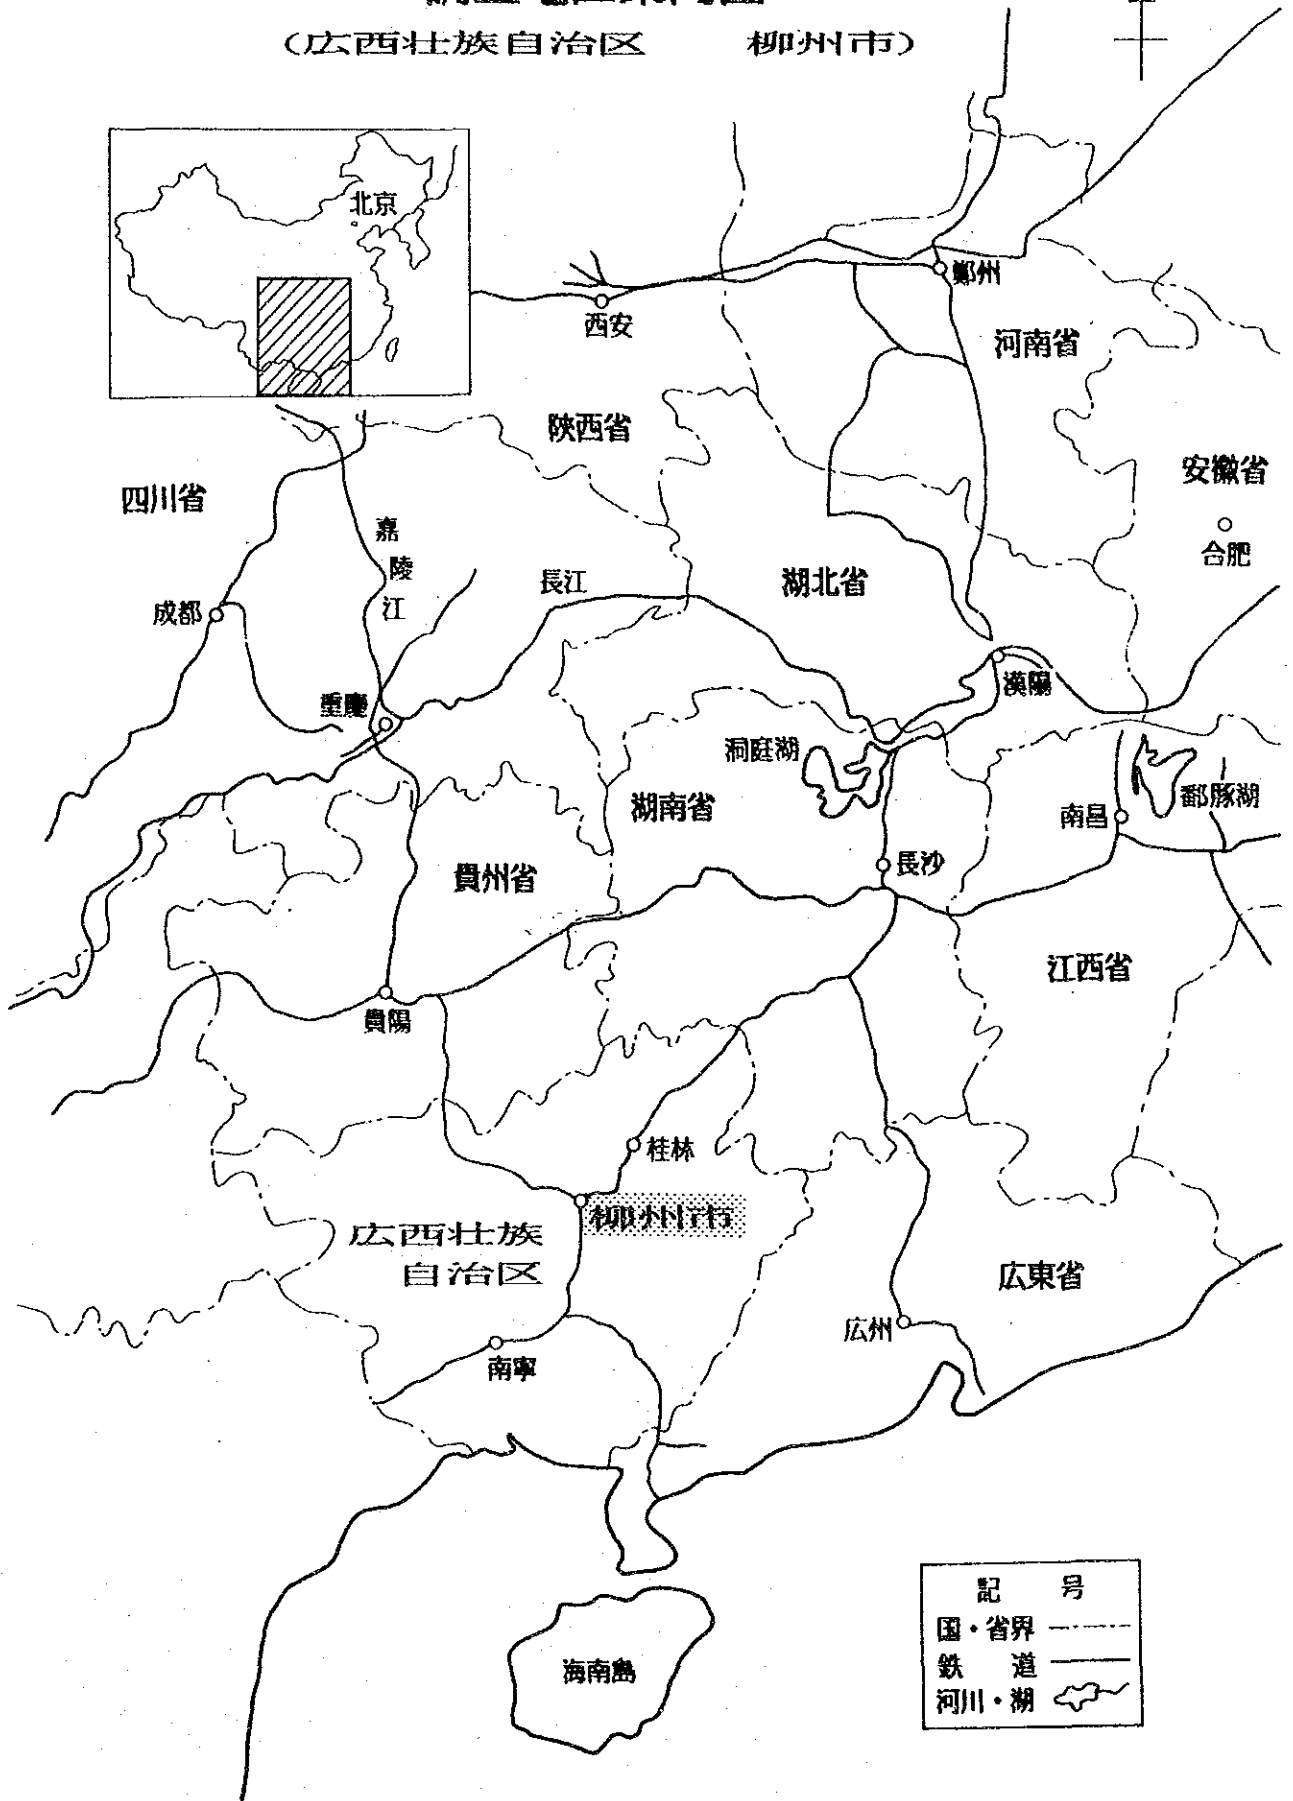 (広西壮族自治区　　柳州市)
北京
鄭州
西安
河南省
陝西省
安徽省
四川省
嘉陵江
合肥
長江
湖北省
成都
漢陽
重慶
洞庭湖
湖南省
鄱豚湖
南昌
長沙
貴州省
江西省
貴陽
桂林
柳州市
広西壮族
自治区
広東省
広州
南寧
海南島
記　号
国・省界
鉄　道
河川・湖